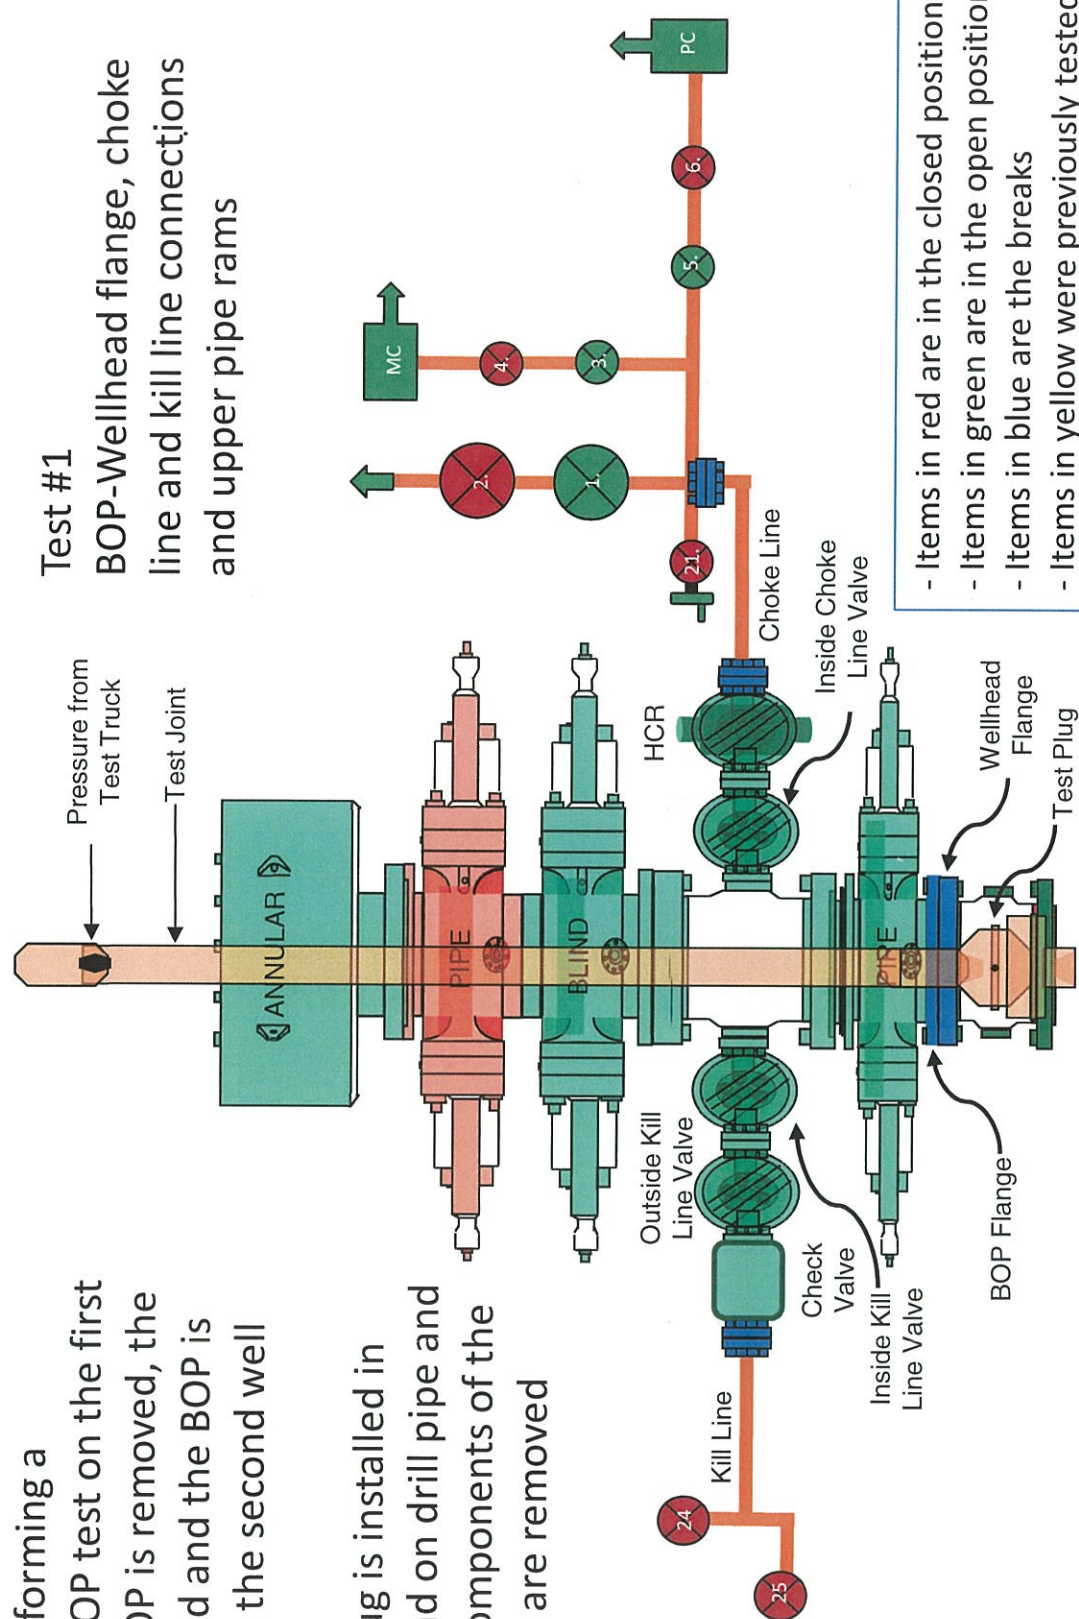 forming a
OP test on the first
OP is removed, the
d and the BOP is
the second well
ug is installed in
d on drill pipe and
omponents of the
are removed
Test #1
BOP-Wellhead flange, choke
line and kill line connections
and upper pipe rams
Pressure from
Test Truck
Test Joint
ANNULAR
PIPE
BLIND
PIPE
Outside Kill
Line Valve
Check
Valve
Inside Kill
Line Valve
Kill Line
24
25
BOP Flange
HCR
Inside Choke
Line Valve
Choke Line
Wellhead
Flange
Test Plug
MC
PC
2.
1.
4.
3.
5.
6.
21.
- Items in red are in the closed position
- Items in green are in the open position
- Items in blue are the breaks
- Items in yellow were previously tested